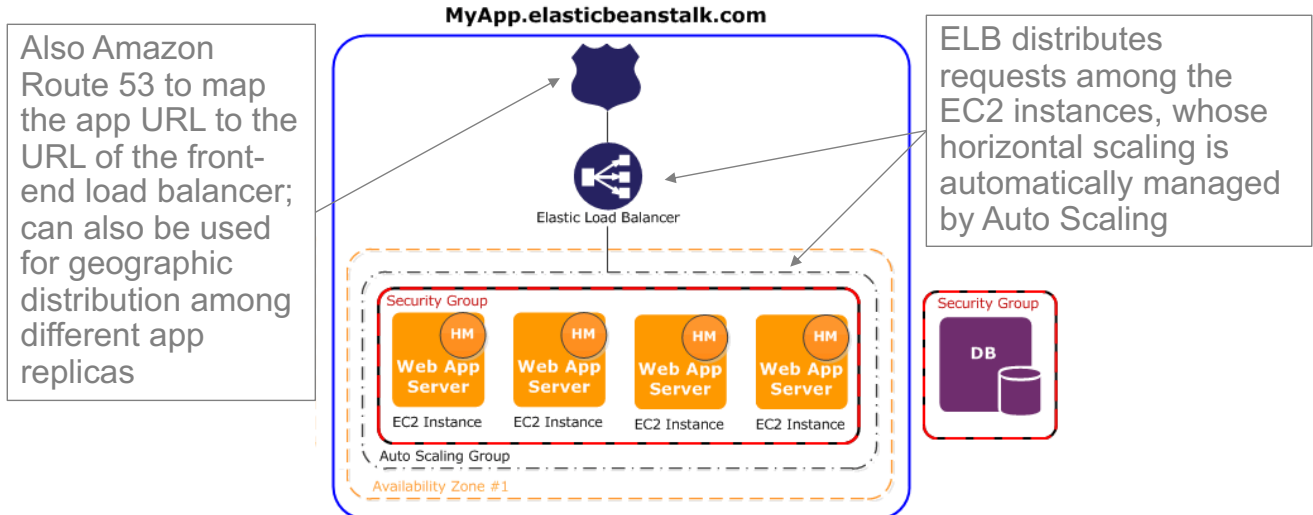 MyApp.elasticbeanstalk.com
Also Amazon
Route 53 to map
the app URL to the
URL of the front-
end load balancer;
can also be used
for geographic
distribution among
different app
replicas
ELB distributes
requests among the
EC2 instances, whose
horizontal scaling is
automatically managed
by Auto Scaling
Elastic Load Balancer
Security Group
HM HM HM HM
Web App Web App Web App Web App
Server Server Server Server
EC2 Instance EC2 Instance EC2 Instance EC2 Instance
Auto Scaling Group
Availability Zone #1
Security Group
DB